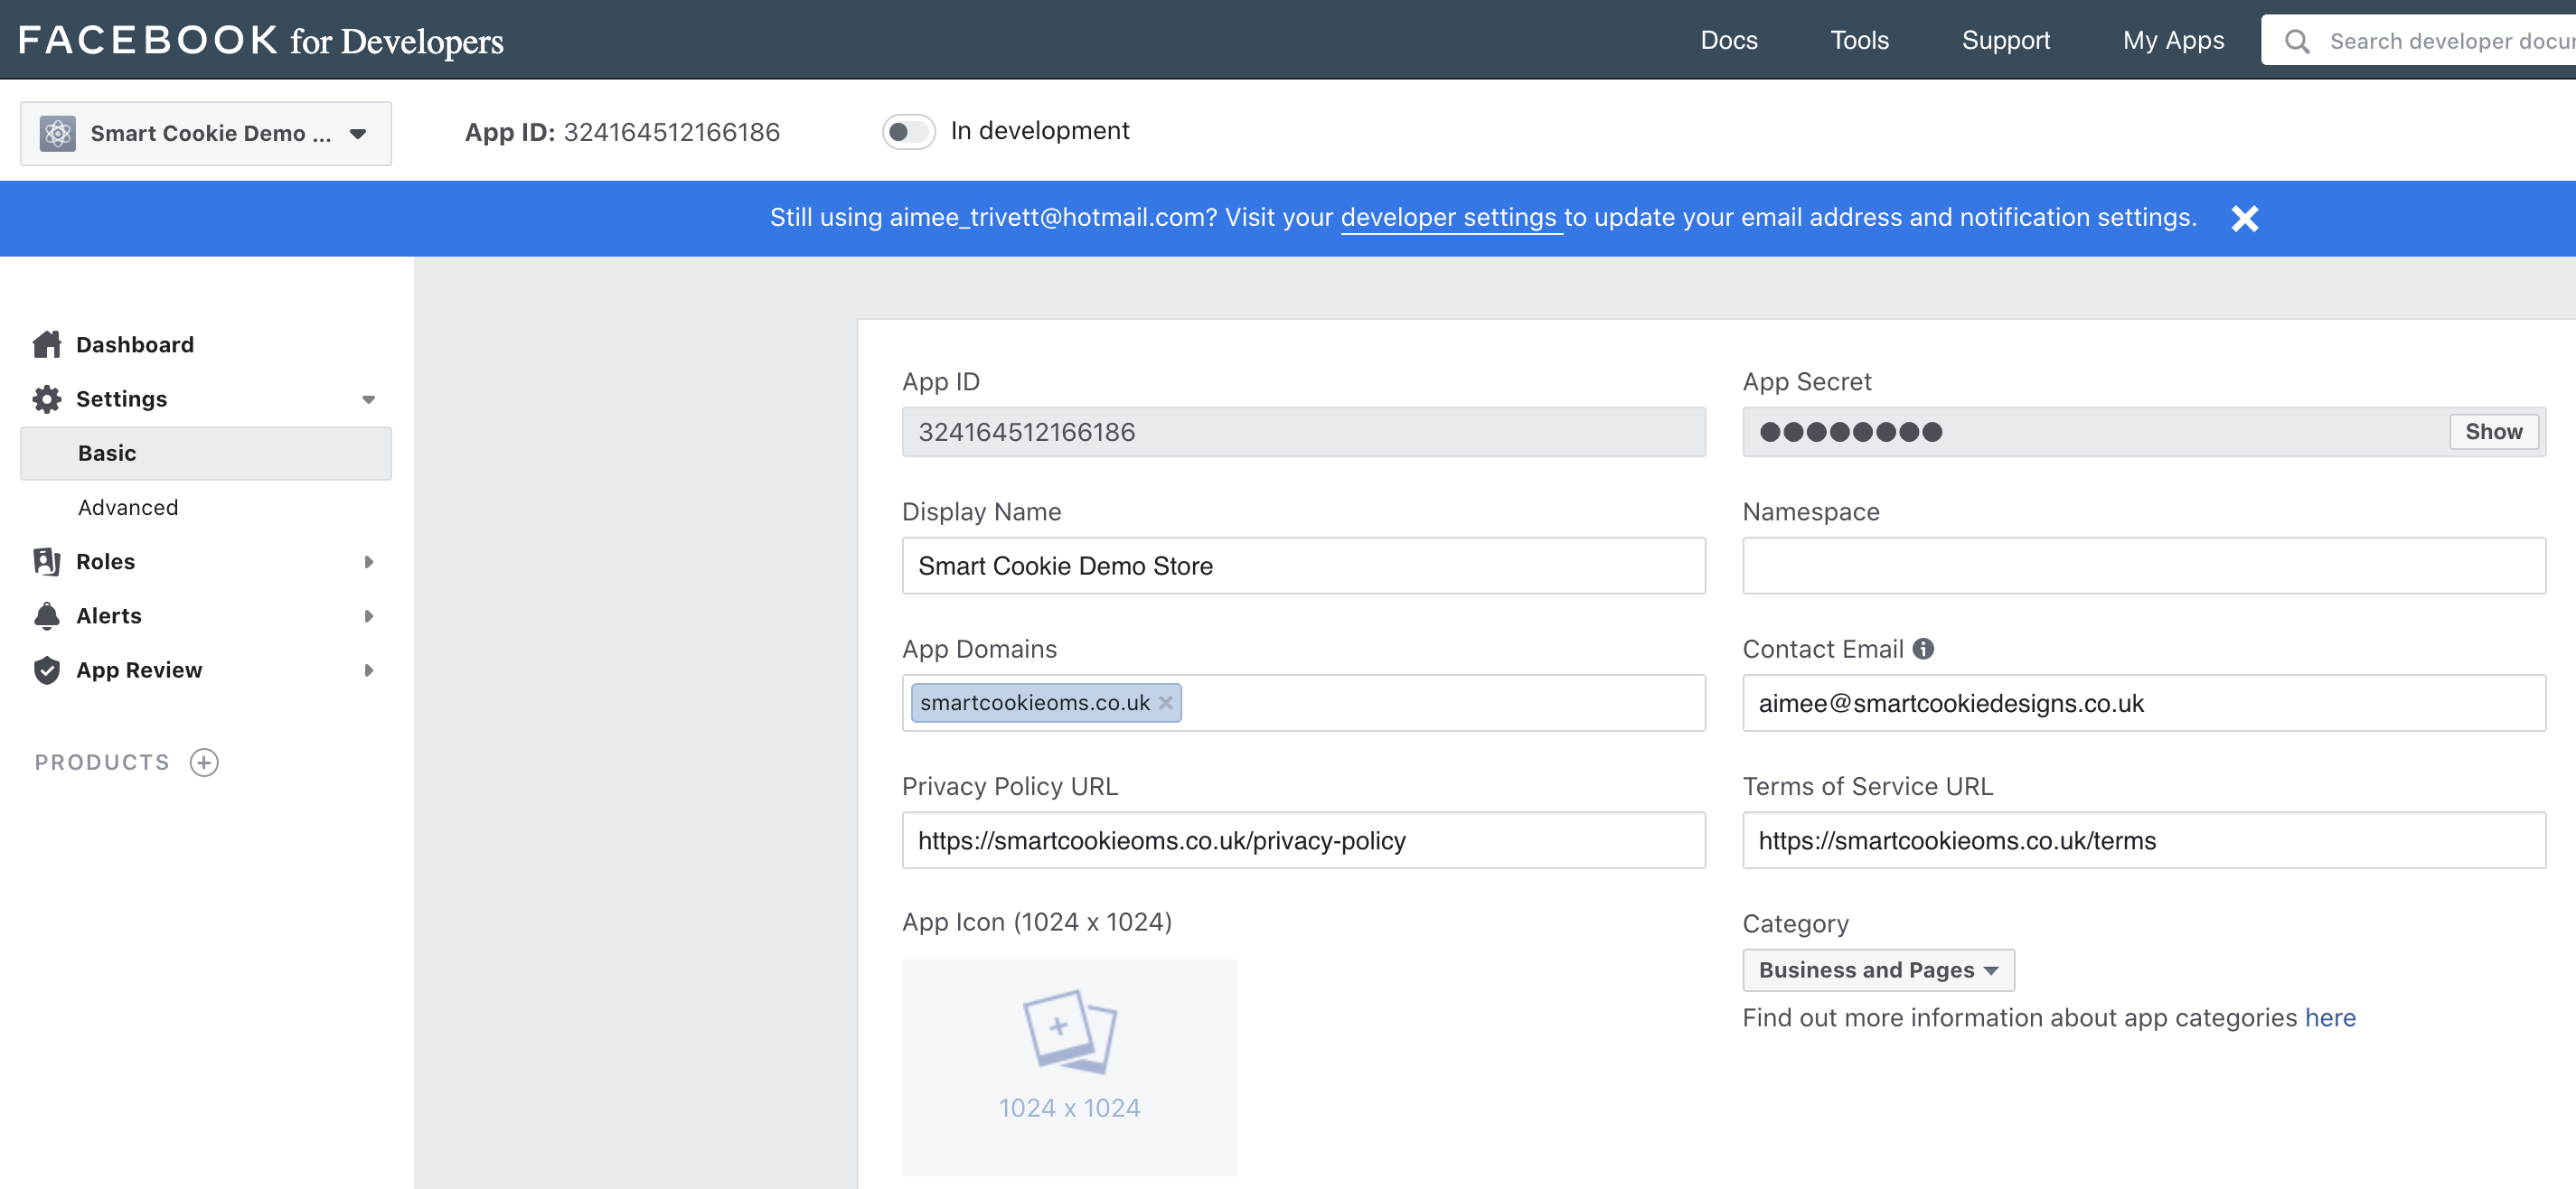 FACEBOOK for Developers
Docs
Tools
Support
My Apps
Search developer docu
Smart Cookie Demo ...
App ID: 324164512166186
In development
Still using aimee_trivett@hotmail.com? Visit your developer settings to update your email address and notification settings.
Dashboard
Settings
Basic
Advanced
Roles
Alerts
App Review
PRODUCTS
App ID
324164512166186
App Secret
●●●●●●●●
Show
Display Name
Smart Cookie Demo Store
Namespace
App Domains
smartcookieoms.co.uk
Contact Email
aimee@smartcookiedesigns.co.uk
Privacy Policy URL
https://smartcookieoms.co.uk/privacy-policy
Terms of Service URL
https://smartcookieoms.co.uk/terms
App Icon (1024 x 1024)
1024 x 1024
Category
Business and Pages
Find out more information about app categories here